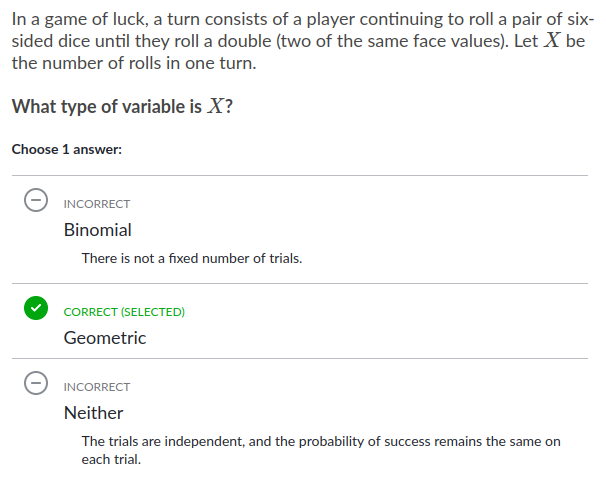 In a game of luck, a turn consists of a player continuing to roll a pair of six-
sided dice until they roll a double (two of the same face values). Let X be
the number of rolls in one turn.
What type of variable is X?
Choose 1 answer:
INCORRECT
Binomial
There is not a fixed number of trials.
CORRECT (SELECTED)
Geometric
INCORRECT
Neither
The trials are independent, and the probability of success remains the same on
each trial.